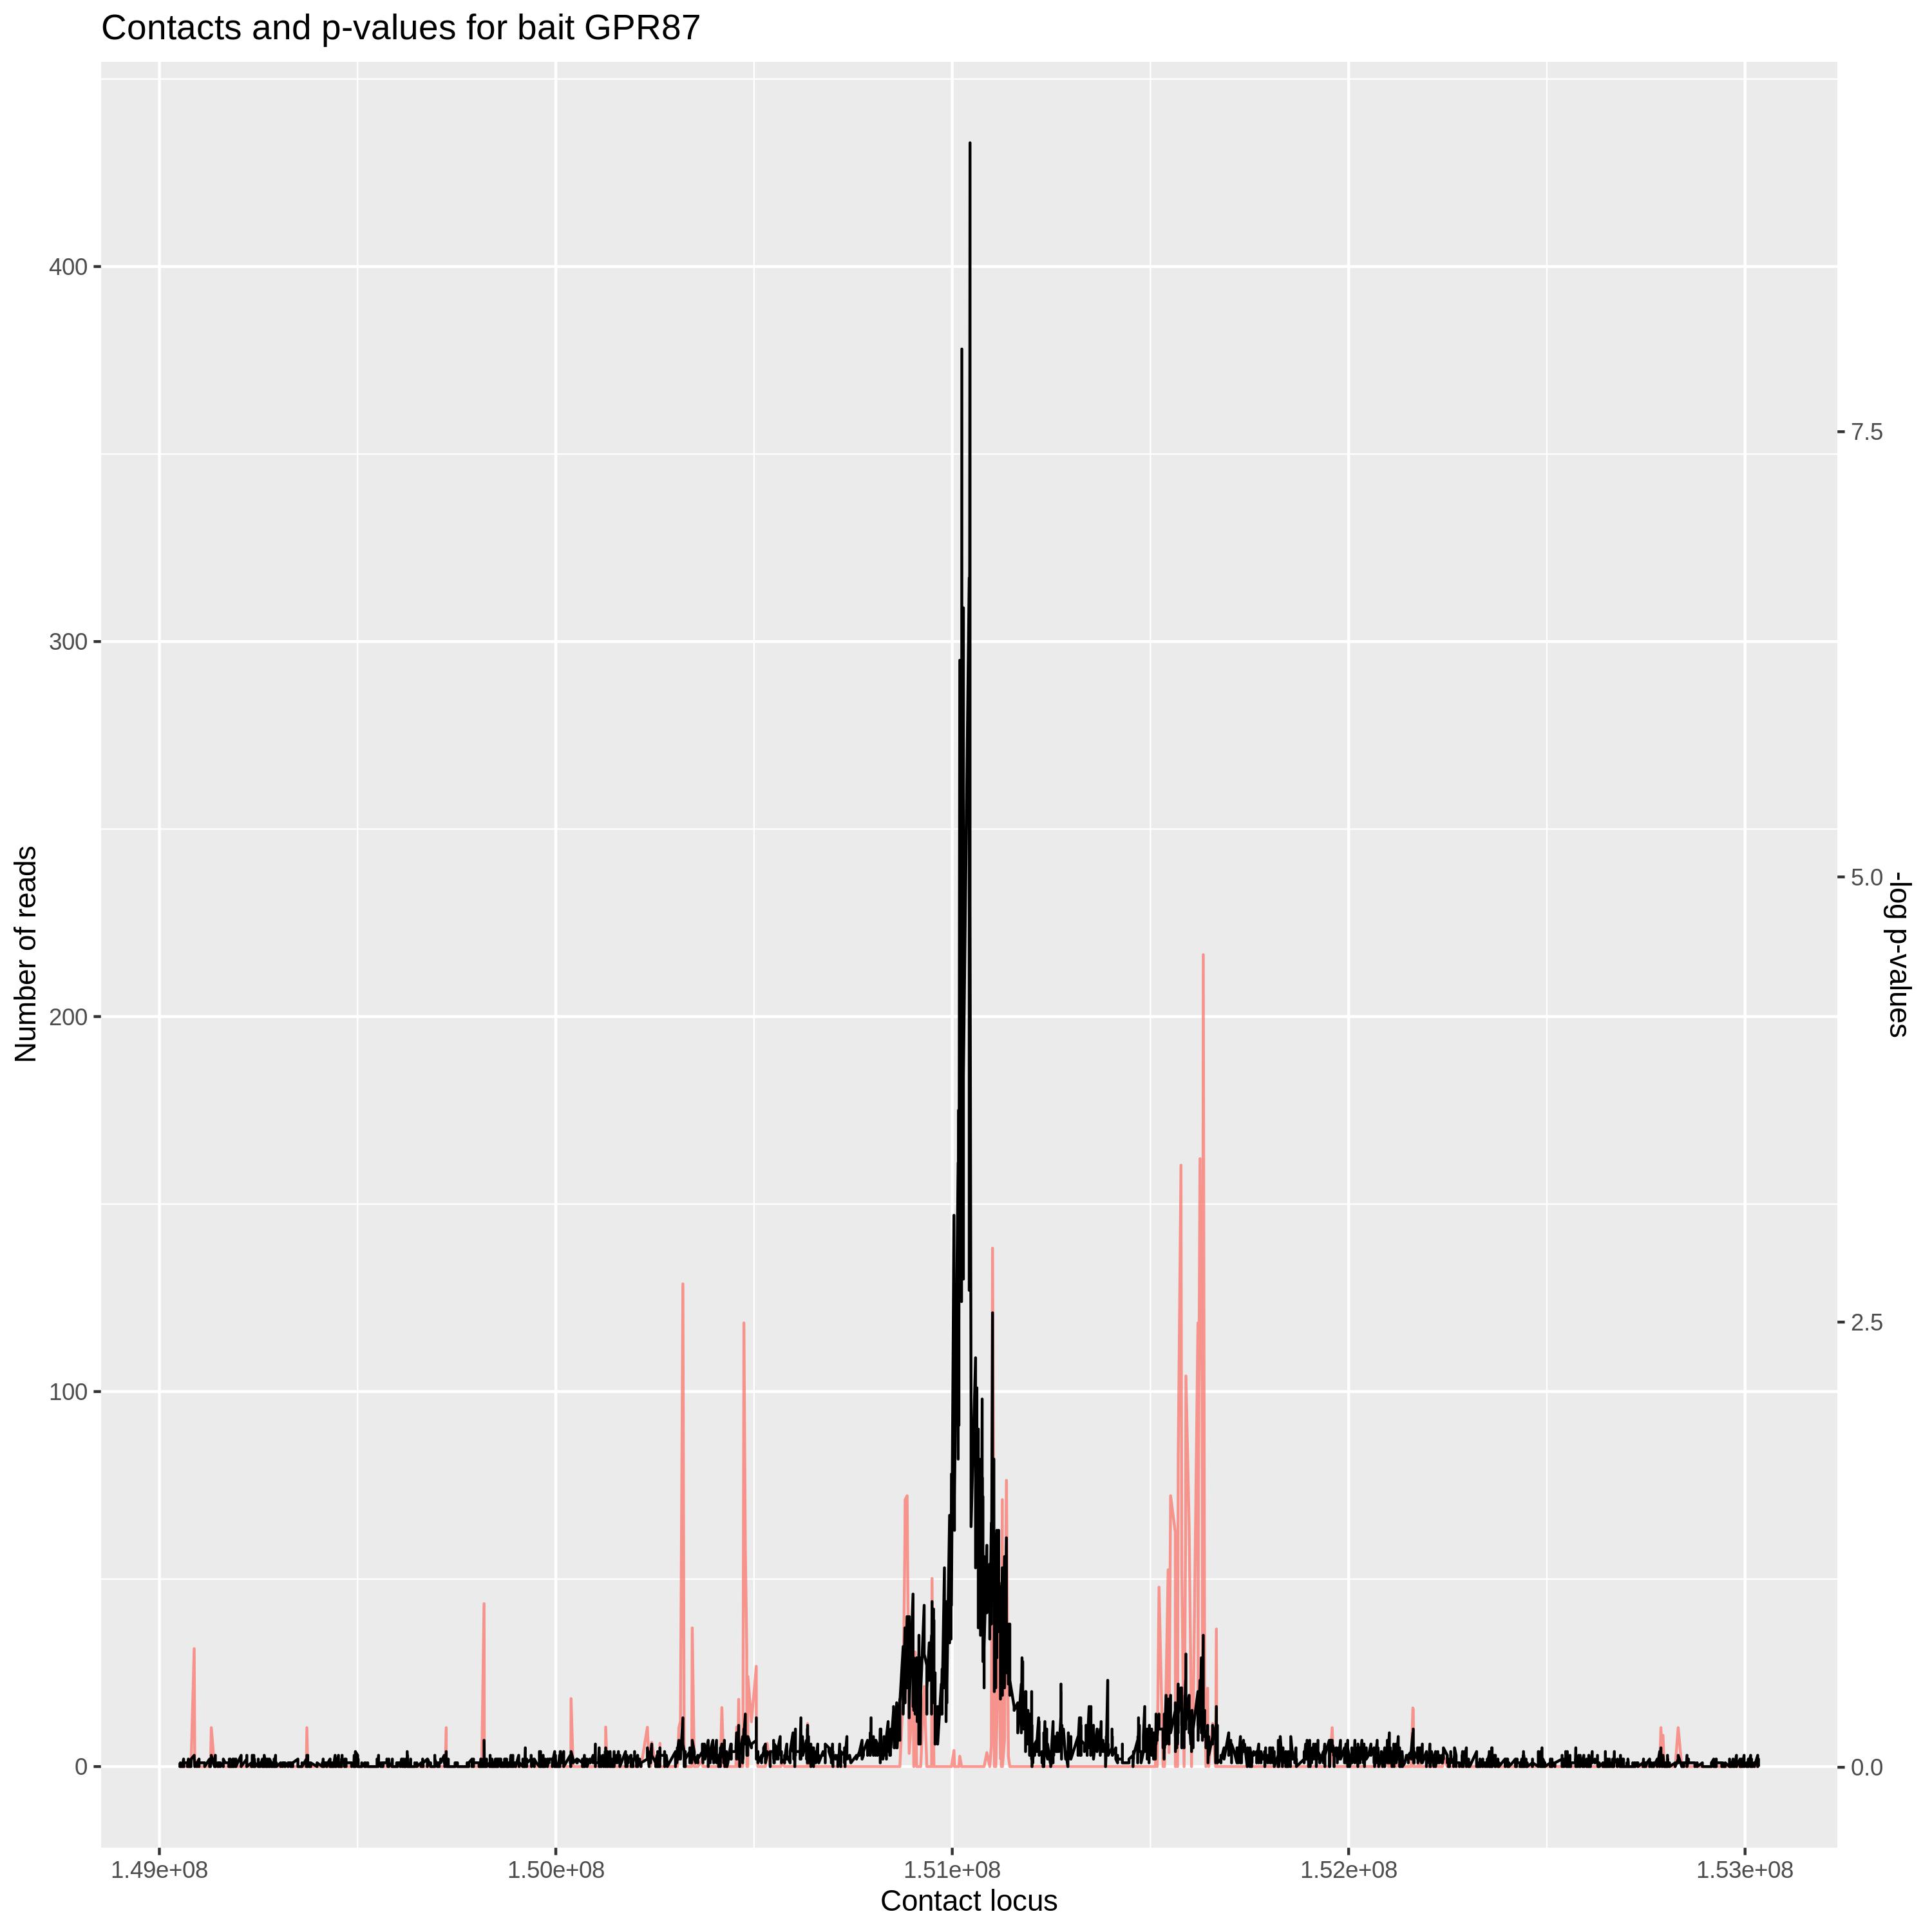 Contacts and p-values for bait GPR87
400
300
200
100
0
Number of reads
7.5
5.0
2.5
0.0
-log p-values
1.49e+08 1.50e+08 1.51e+08 1.52e+08 1.53e+08
Contact locus